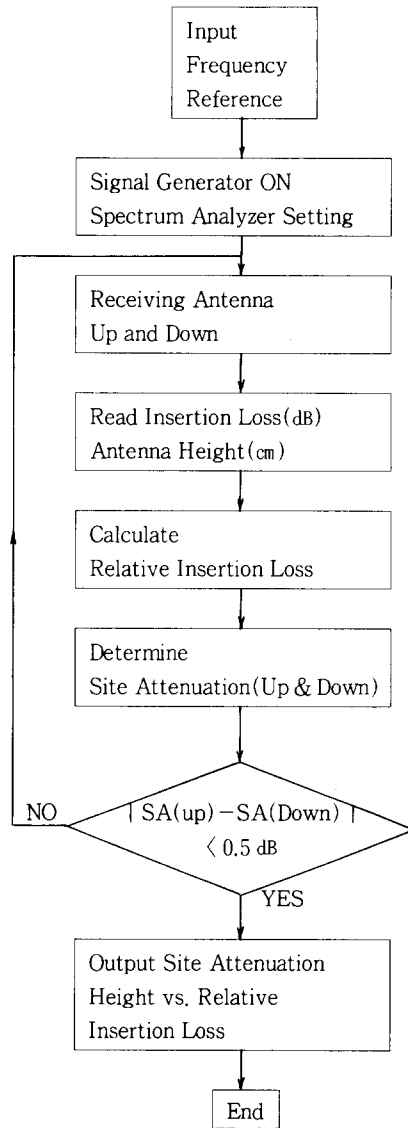 Input
Frequency
Reference
Signal Generator ON
Spectrum Analyzer Setting
Receiving Antenna
Up and Down
Read Insertion Loss(dB)
Antenna Height(cm)
Calculate
Relative Insertion Loss
Determine
Site Attenuation(Up & Down)
| SA(up)−SA(Down) |
< 0.5 dB
NO
YES
Output Site Attenuation
Height vs. Relative
Insertion Loss
End